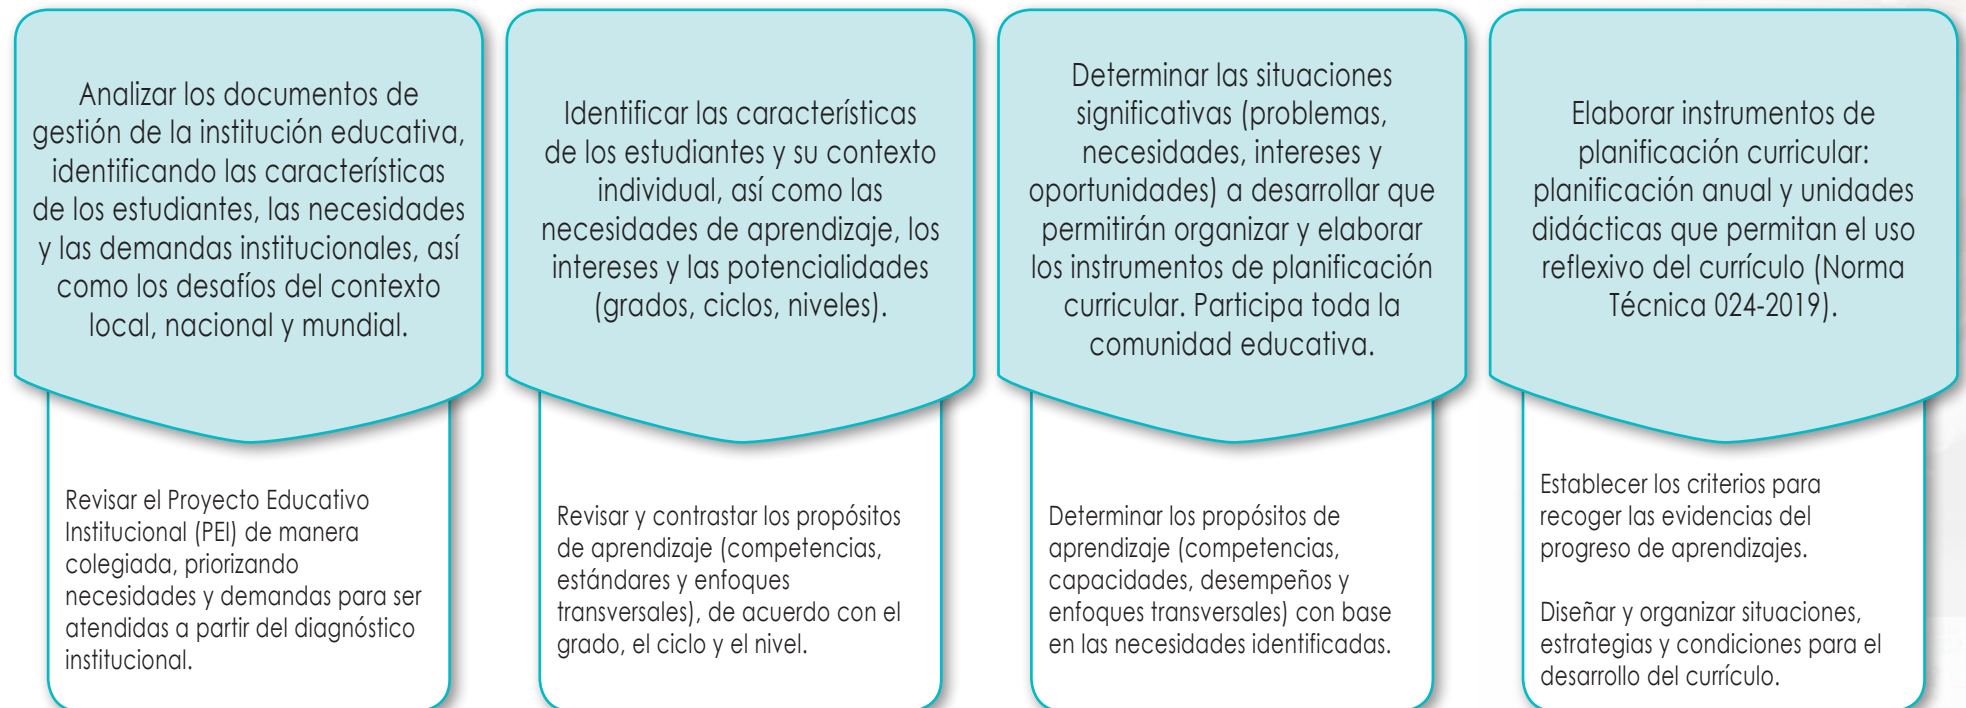 Analizar los documentos de
gestión de la institución educativa,
identificando las características
de los estudiantes, las necesidades
y las demandas institucionales, así
como los desafíos del contexto
local, nacional y mundial.
Revisar el Proyecto Educativo
Institucional (PEI) de manera
colegiada, priorizando
necesidades y demandas para ser
atendidas a partir del diagnóstico
institucional.
Identificar las características
de los estudiantes y su contexto
individual, así como las
necesidades de aprendizaje, los
intereses y las potencialidades
(grados, ciclos, niveles).
Revisar y contrastar los propósitos
de aprendizaje (competencias,
estándares y enfoques
transversales), de acuerdo con el
grado, el ciclo y el nivel.
Determinar las situaciones
significativas (problemas,
necesidades, intereses y
oportunidades) a desarrollar que
permitirán organizar y elaborar
los instrumentos de planificación
curricular. Participa toda la
comunidad educativa.
Determinar los propósitos de
aprendizaje (competencias,
capacidades, desempeños y
enfoques transversales) con base
en las necesidades identificadas.
Elaborar instrumentos de
planificación curricular:
planificación anual y unidades
didácticas que permitan el uso
reflexivo del currículo (Norma
Técnica 024-2019).
Establecer los criterios para
recoger las evidencias del
progreso de aprendizajes.
Diseñar y organizar situaciones,
estrategias y condiciones para el
desarrollo del currículo.